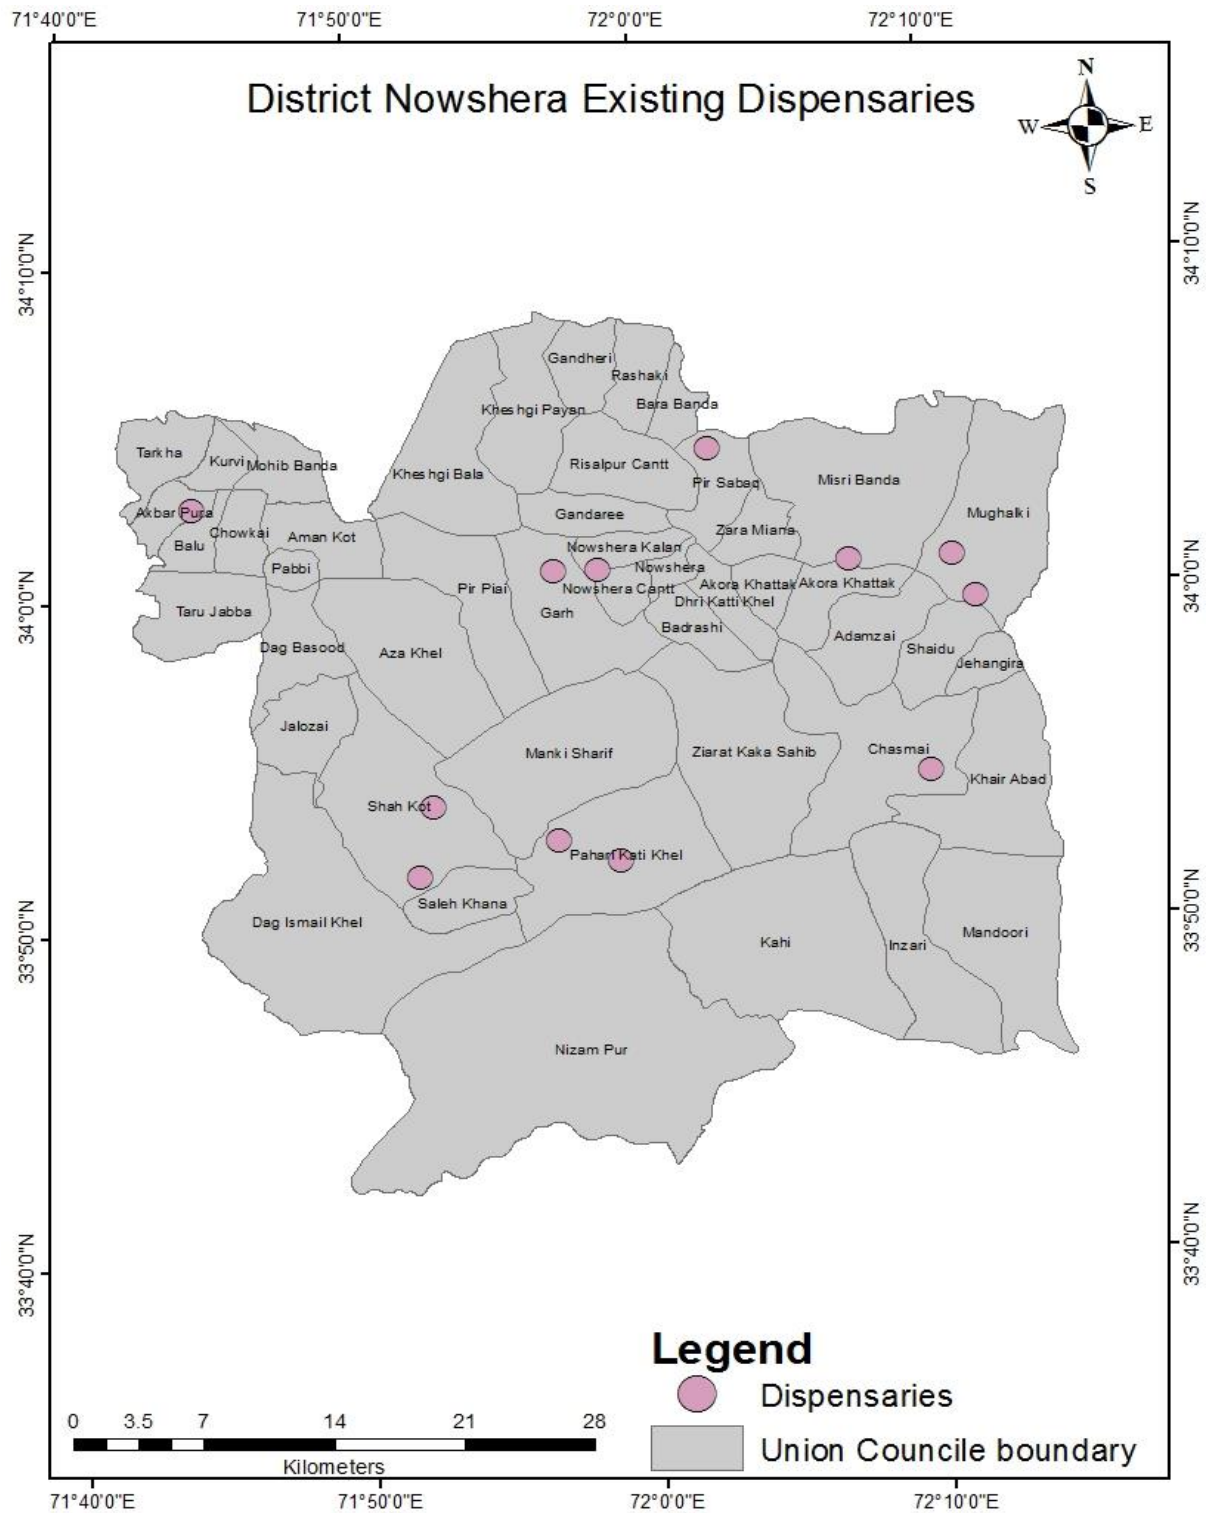 71°40'0"E 71°50'0"E 72°0'0"E 72°10'0"E
District Nowshera Existing Dispensaries
N
W E
S
34°10'0"N
34°10'0"N
Gandheri
Rashaki
Bara Banda
Kheshgi Payan
Tarkha
Kurvi
Mohib Banda
Kheshgi Bala
Risalpur Cantt
Pir Sabaq
Misri Banda
Akbar Pura
Gandaree
Mughalki
Balu
Chowkai
Aman Kot
Zara Miana
Nowshera Kalan
Pabbi
Pir Piai
Nowshera
Nowshera Cantt
Akora Khattak
Akora Khattak
34°0'0"N
34°0'0"N
Taru Jabba
Garh
Dhri Katti Khel
Badrashi
Adamzai
Dag Basood
Aza Khel
Shaidu
Jehangira
Jalozai
Manki Sharif
Ziarat Kaka Sahib
Chasmai
Khair Abad
Shah Kot
Pahari Kati Khel
Saleh Khana
Dag Ismail Khel
33°50'0"N
33°50'0"N
Kahi
Inzari
Mandoori
Nizam Pur
33°40'0"N
33°40'0"N
Legend
Dispensaries
Union Councile boundary
0 3.5 7 14 21 28
Kilometers
71°40'0"E 71°50'0"E 72°0'0"E 72°10'0"E